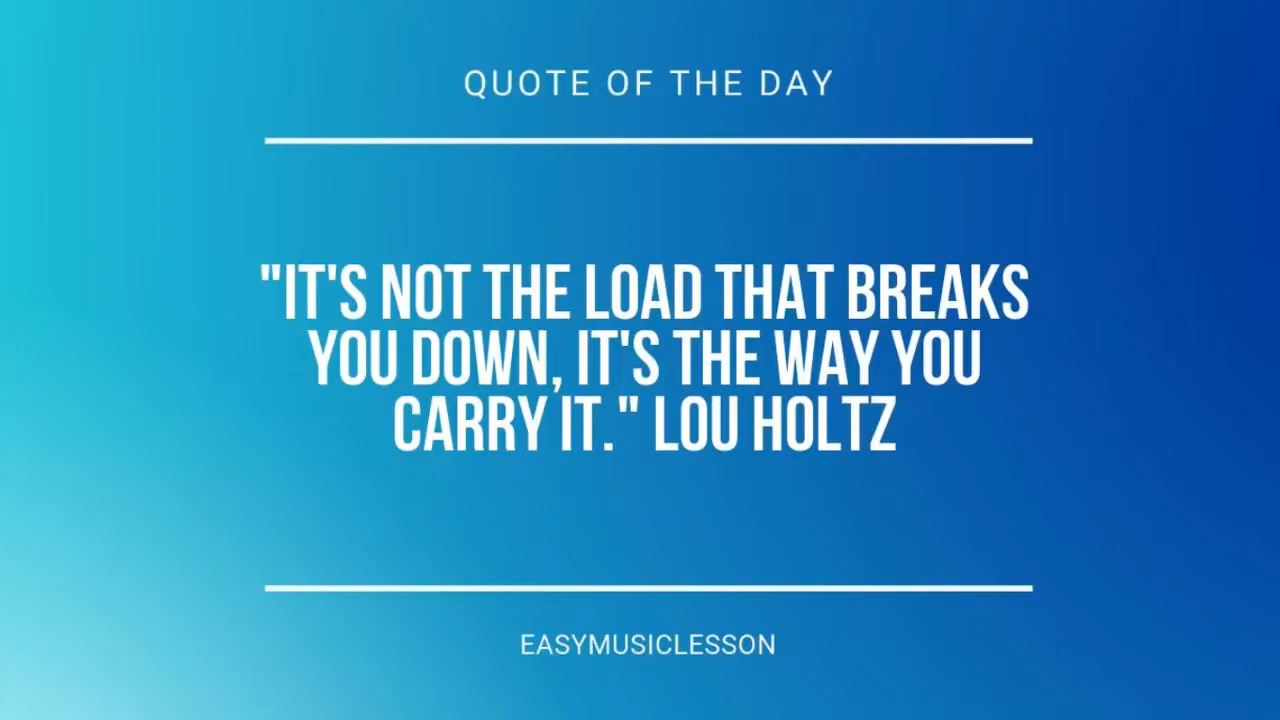 QUOTE OF THE DAY
"IT'S NOT THE LOAD THAT BREAKS
YOU DOWN, IT'S THE WAY YOU
CARRY IT." LOU HOLTZ
EASYMUSICLESSON